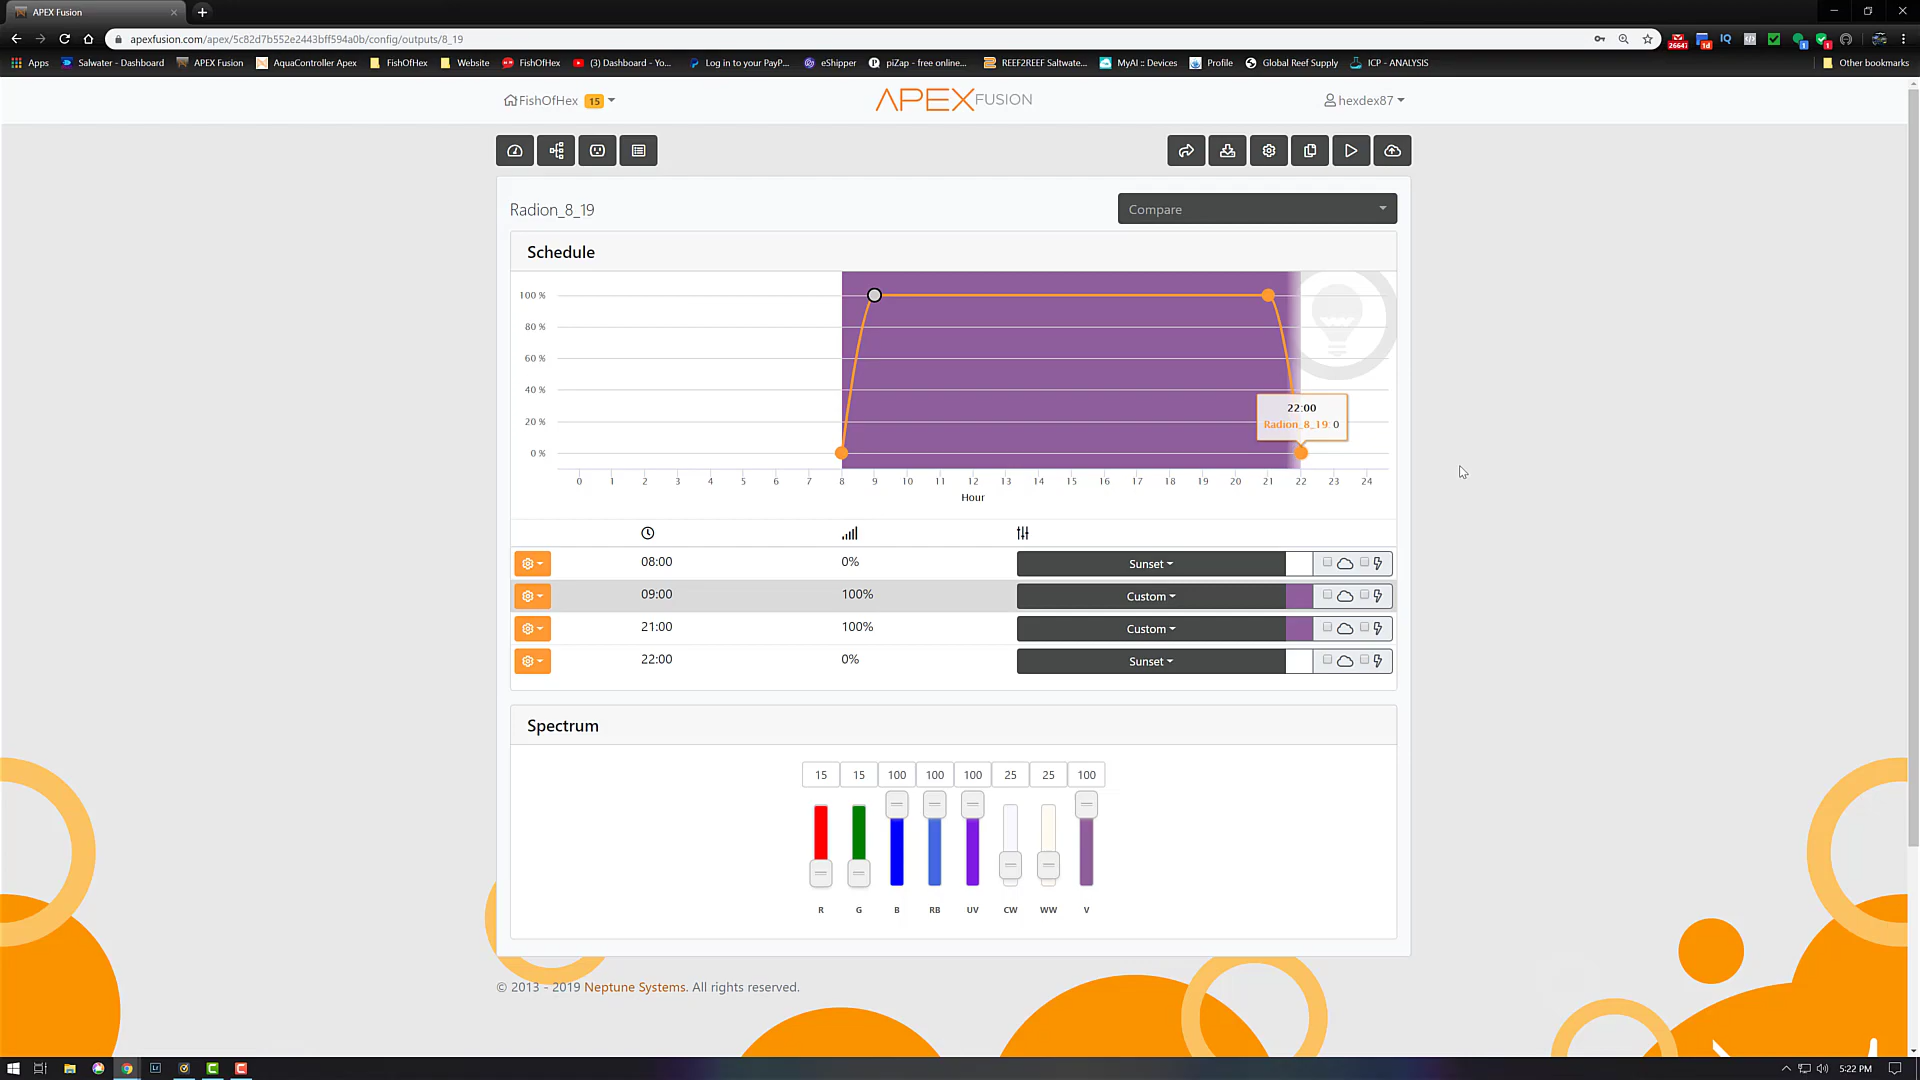 APEX Fusion
apexfusion.com/apex/5c82d7b552e2443bff594a0b/config/outputs/8_19
Apps Salwater - Dashboard APEX Fusion AquaController Apex FishOfHex Website FishOfHex (3) Dashboard - Yo... Log in to your PayP... eShipper piZap - free online... REEF2REEF Saltwate... MyAI :: Devices Profile Global Reef Supply ICP - ANALYSIS Other bookmarks
FishOfHex 15 APEX FUSION hexdex87
Radion_8_19 Compare
Schedule
100 %
80 %
60 %
40 %
20 %
0 %
22:00
Radion_8_19: 0
0 1 2 3 4 5 6 7 8 9 10 11 12 13 14 15 16 17 18 19 20 21 22 23 24
Hour
08:00 0% Sunset
09:00 100% Custom
21:00 100% Custom
22:00 0% Sunset
Spectrum
15 15 100 100 100 25 25 100
R G B RB UV CW WW V
© 2013 - 2019 Neptune Systems. All rights reserved.
5:22 PM